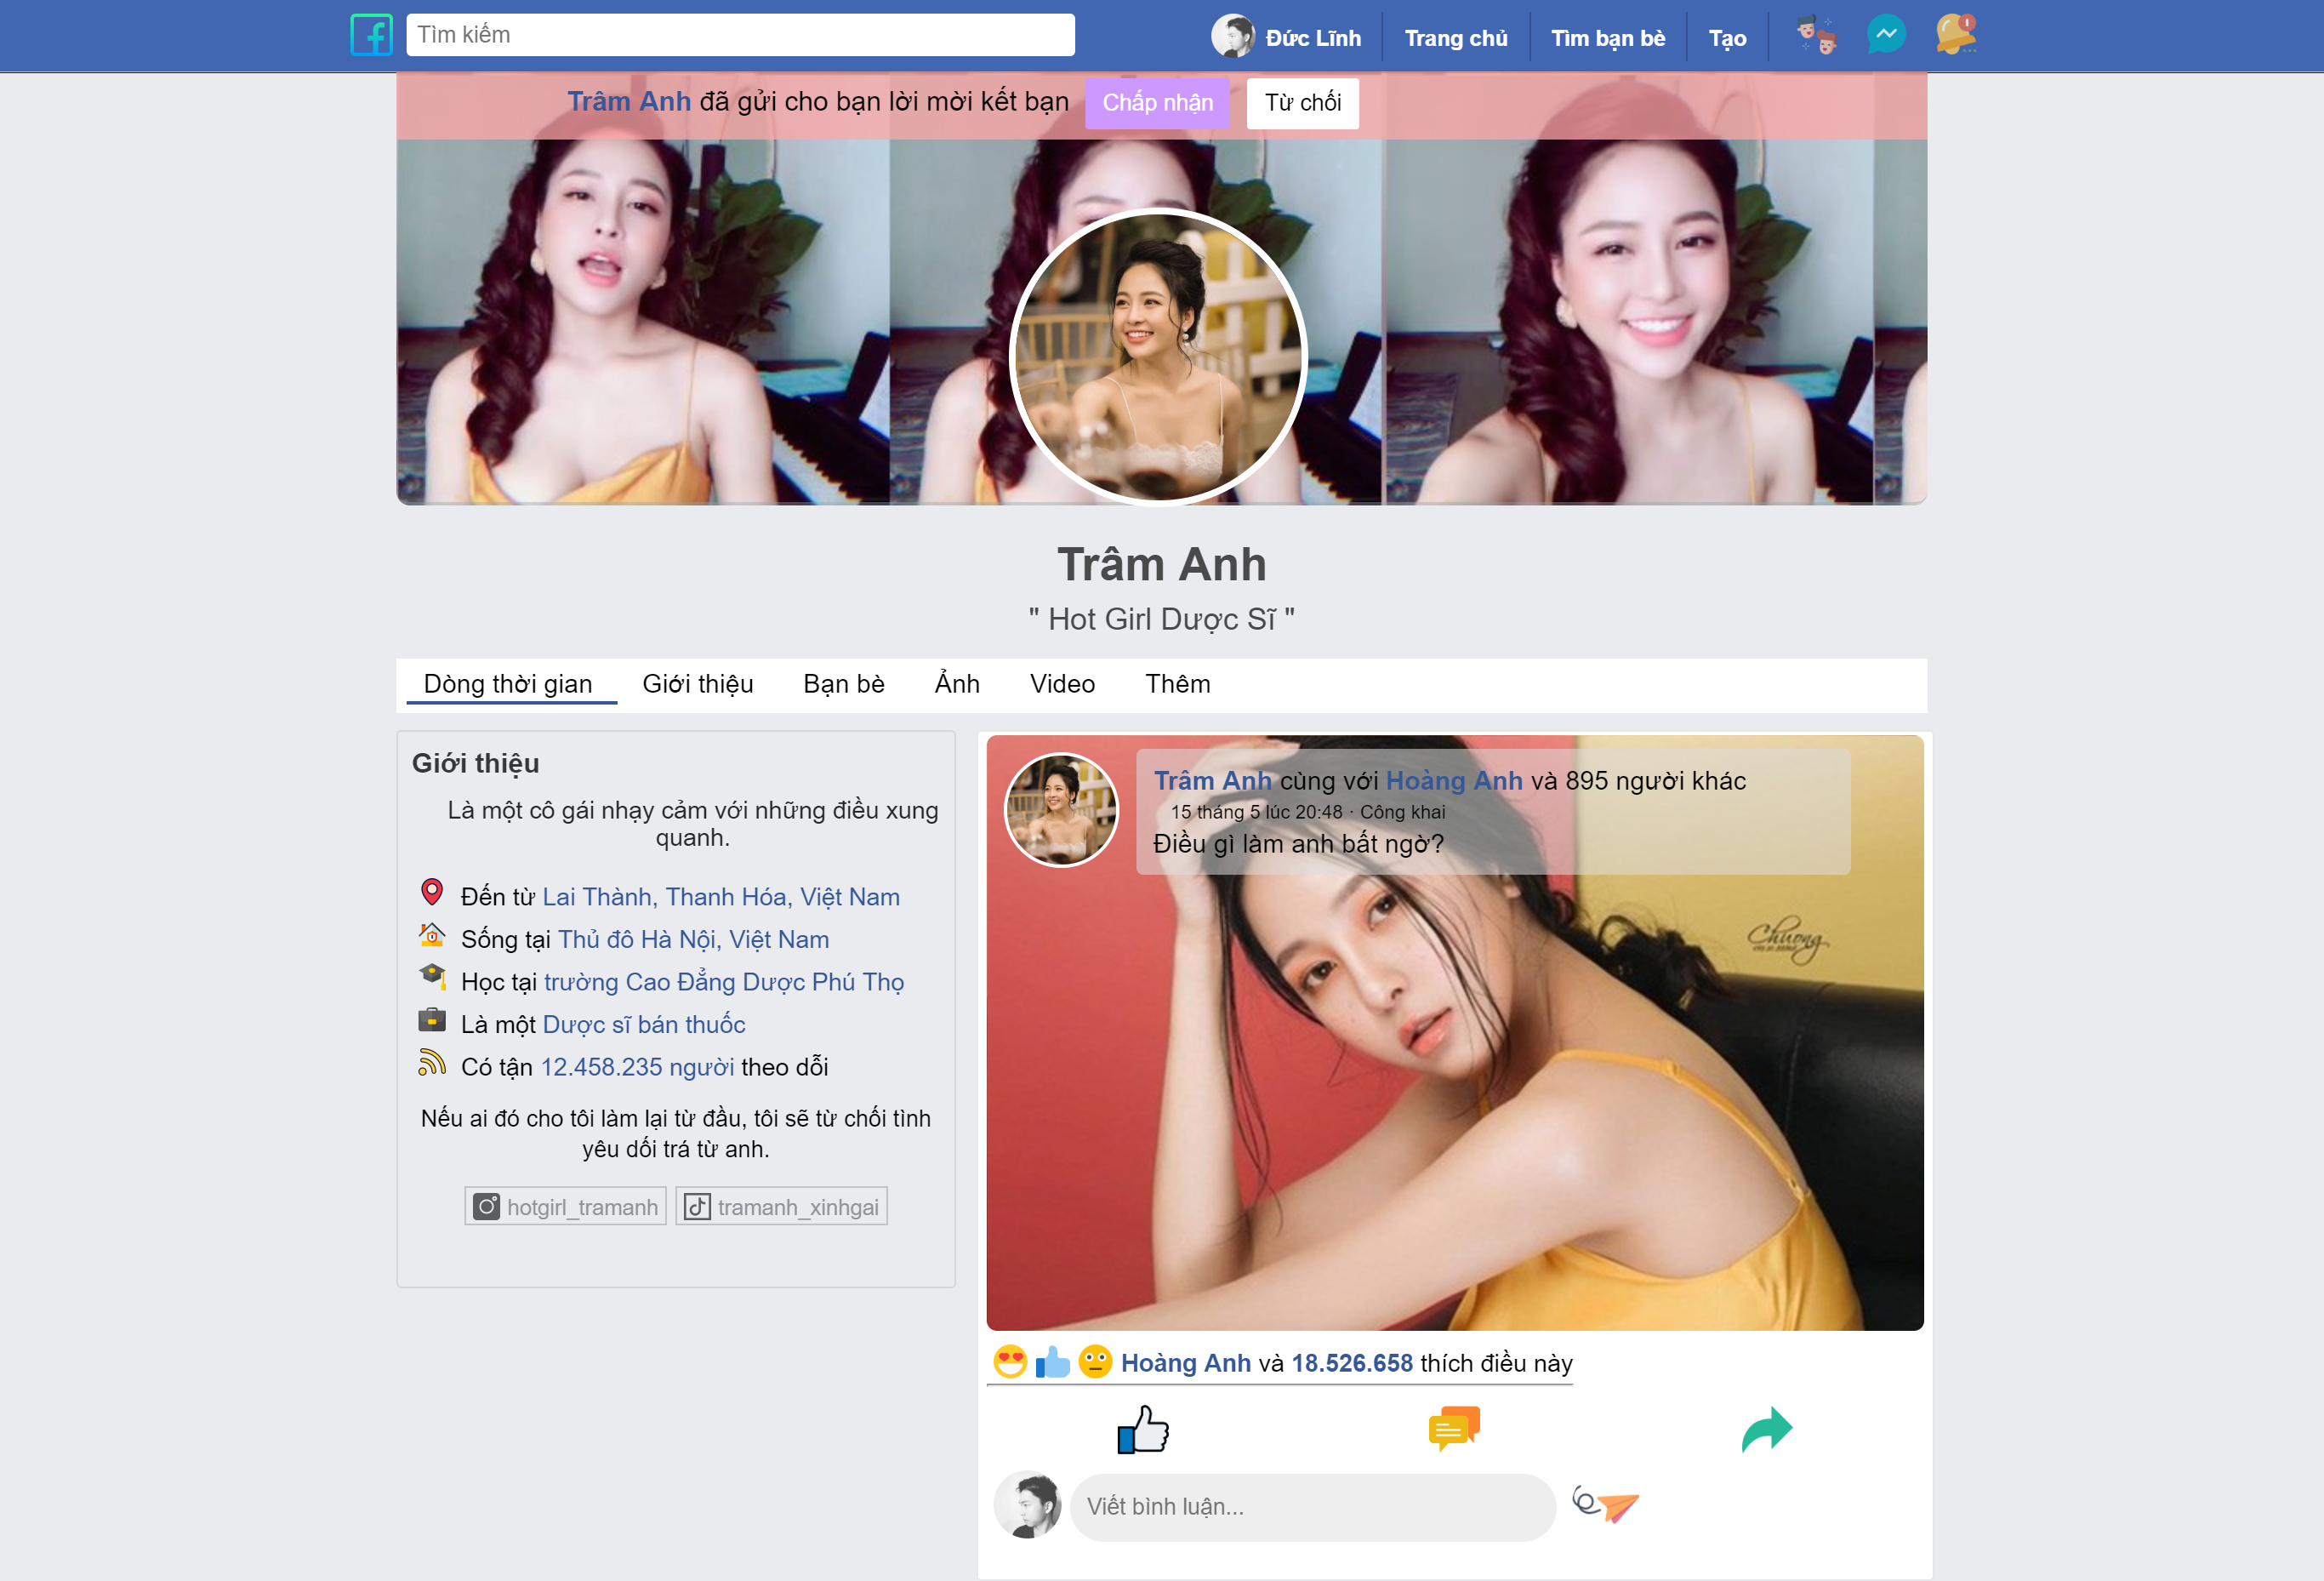 Tìm kiếm
Đức Lĩnh
Trang chủ
Tìm bạn bè
Tạo
Trâm Anh đã gửi cho bạn lời mời kết bạn
Chấp nhận
Từ chối
Trâm Anh
" Hot Girl Dược Sĩ "
Dòng thời gian
Giới thiệu
Bạn bè
Ảnh
Video
Thêm
Giới thiệu
Là một cô gái nhạy cảm với những điều xung
quanh.
Đến từ Lai Thành, Thanh Hóa, Việt Nam
Sống tại Thủ đô Hà Nội, Việt Nam
Học tại trường Cao Đẳng Dược Phú Thọ
Là một Dược sĩ bán thuốc
Có tận 12.458.235 người theo dỗi
Nếu ai đó cho tôi làm lại từ đầu, tôi sẽ từ chối tình
yêu dối trá từ anh.
hotgirl_tramanh
tramanh_xinhgai
Trâm Anh cùng với Hoàng Anh và 895 người khác
15 tháng 5 lúc 20:48 · Công khai
Điều gì làm anh bất ngờ?
Chuong
Hoàng Anh và 18.526.658 thích điều này
Viết bình luận...